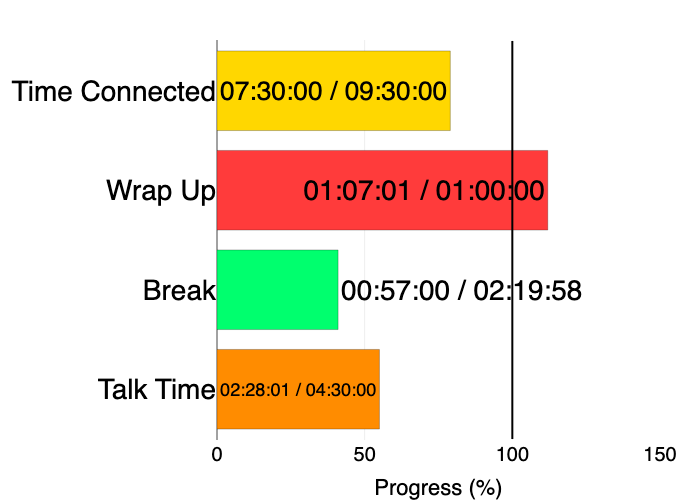 Time Connected 07:30:00 / 09:30:00
Wrap Up 01:07:01 / 01:00:00
Break 00:57:00 / 02:19:58
Talk Time 02:28:01 / 04:30:00
0 50 100 150
Progress (%)